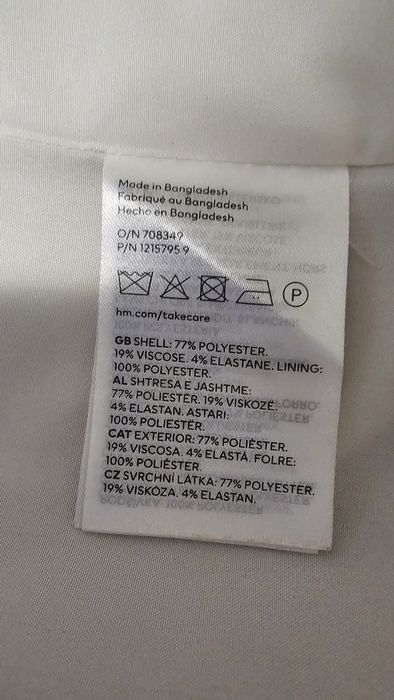 Made in Bangladesh
Fabriqué au Bangladesh
Hecho en Bangladesh
O/N 708349
P/N 1215795 9
P
hm.com/takecare
GB SHELL: 77% POLYESTER.
19% VISCOSE. 4% ELASTANE. LINING:
100% POLYESTER.
AL SHTRESA E JASHTME:
77% POLIESTËR. 19% VISKOZË.
4% ELASTAN. ASTARI:
100% POLIESTËR.
CAT EXTERIOR: 77% POLIÈSTER.
19% VISCOSA. 4% ELASTÀ. FOLRE:
100% POLIÈSTER.
CZ SVRCHNÍ LÁTKA: 77% POLYESTER.
19% VISKÓZA. 4% ELASTAN.